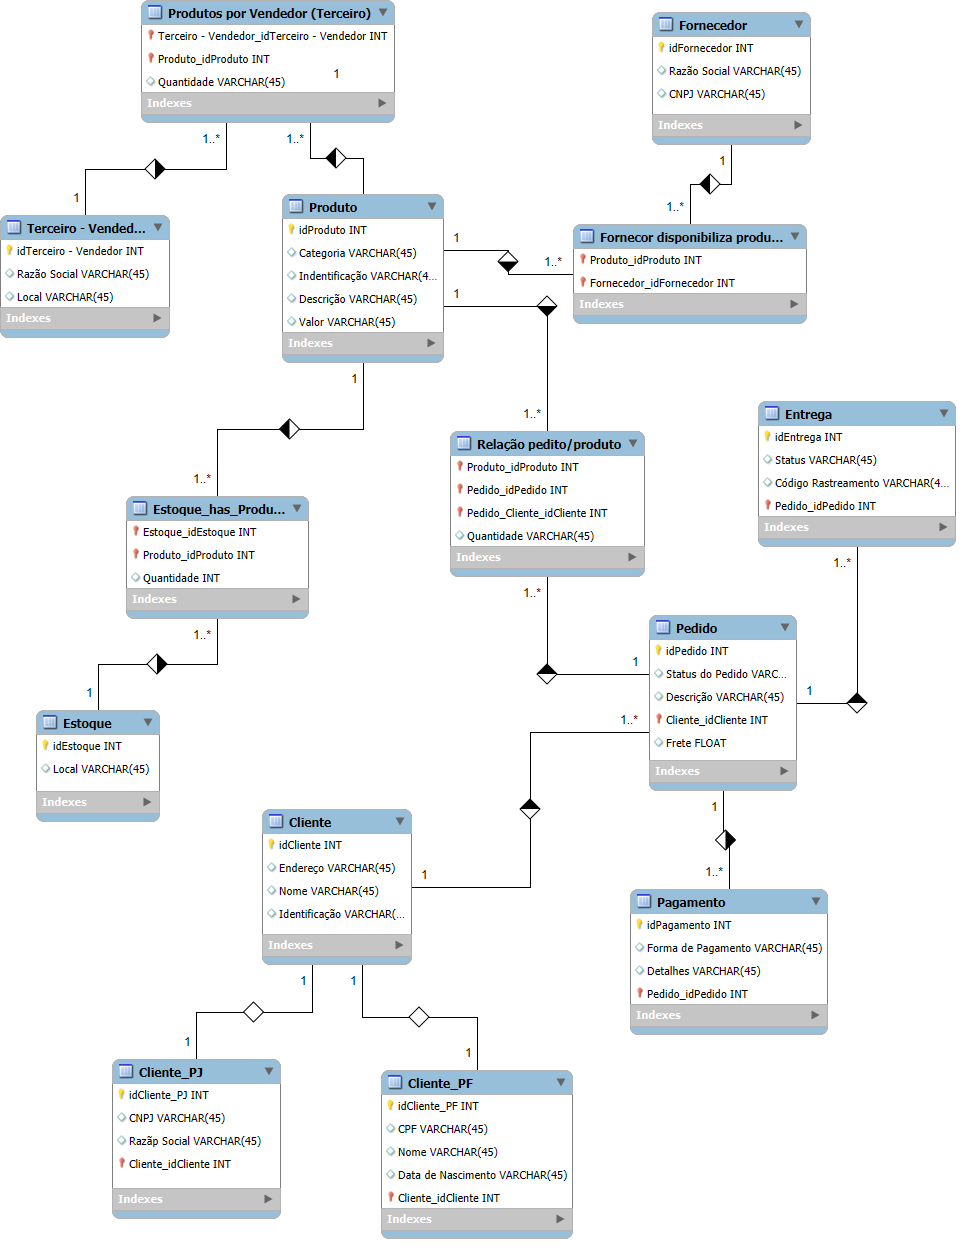 Produtos por Vendedor (Terceiro)
Terceiro - Vendedor_idTerceiro - Vendedor INT
Produto_idProduto INT
1
Quantidade VARCHAR(45)
Indexes
1..*
1..*
1
Fornecedor
idFornecedor INT
Razão Social VARCHAR(45)
CNPJ VARCHAR(45)
Indexes
1
1..*
Terceiro - Vended...
idTerceiro - Vendedor INT
Razão Social VARCHAR(45)
Local VARCHAR(45)
Indexes
Produto
idProduto INT
Categoria VARCHAR(45)
Indentificação VARCHAR(4...
Descrição VARCHAR(45)
Valor VARCHAR(45)
Indexes
1
1..*
1
1..*
1
1..*
Fornecor disponibiliza produ...
Produto_idProduto INT
Fornecedor_idFornecedor INT
Indexes
Relação pedito/produto
Produto_idProduto INT
Pedido_idPedido INT
Pedido_Cliente_idCliente INT
Quantidade VARCHAR(45)
Indexes
1..*
1
Entrega
idEntrega INT
Status VARCHAR(45)
Código Rastreamento VARCHAR(4...
Pedido_idPedido INT
Indexes
1..*
1
Estoque_has_Produ...
Estoque_idEstoque INT
Produto_idProduto INT
Quantidade INT
Indexes
1..*
1
Estoque
idEstoque INT
Local VARCHAR(45)
Indexes
Pedido
idPedido INT
Status do Pedido VARC...
Descrição VARCHAR(45)
Cliente_idCliente INT
Frete FLOAT
Indexes
1..*
1
1
1..*
Cliente
idCliente INT
Endereço VARCHAR(45)
Nome VARCHAR(45)
Identificação VARCHAR(...
Indexes
1
1
1
1
Pagamento
idPagamento INT
Forma de Pagamento VARCHAR(45)
Detalhes VARCHAR(45)
Pedido_idPedido INT
Indexes
Cliente_PJ
idCliente_PJ INT
CNPJ VARCHAR(45)
Razãp Social VARCHAR(45)
Cliente_idCliente INT
Indexes
Cliente_PF
idCliente_PF INT
CPF VARCHAR(45)
Nome VARCHAR(45)
Data de Nascimento VARCHAR(45)
Cliente_idCliente INT
Indexes